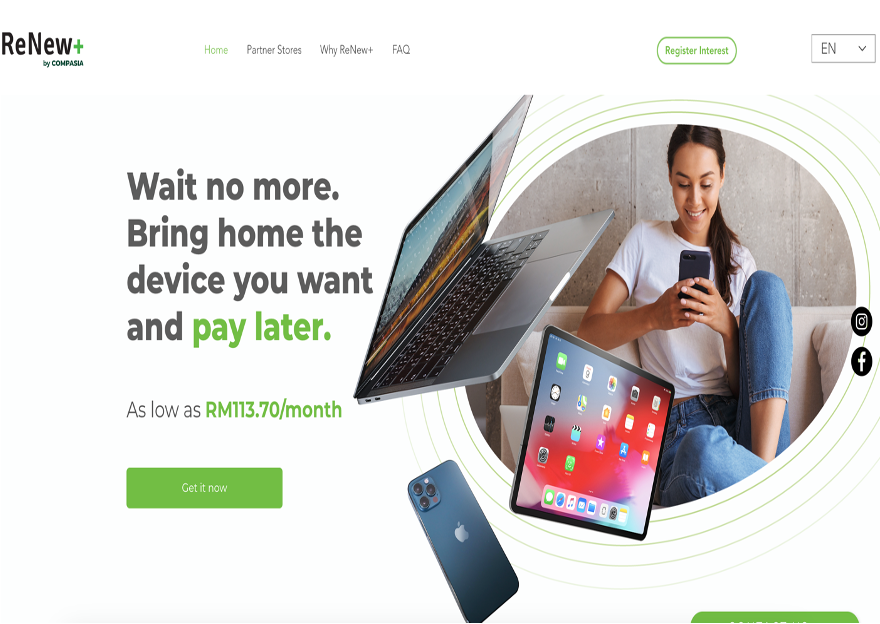 ReNew+
by COMPASIA
Home
Partner Stores
Why ReNew+
FAQ
Register Interest
EN
Wait no more.
Bring home the
device you want
and pay later.
As low as RM113.70/month
Get it now